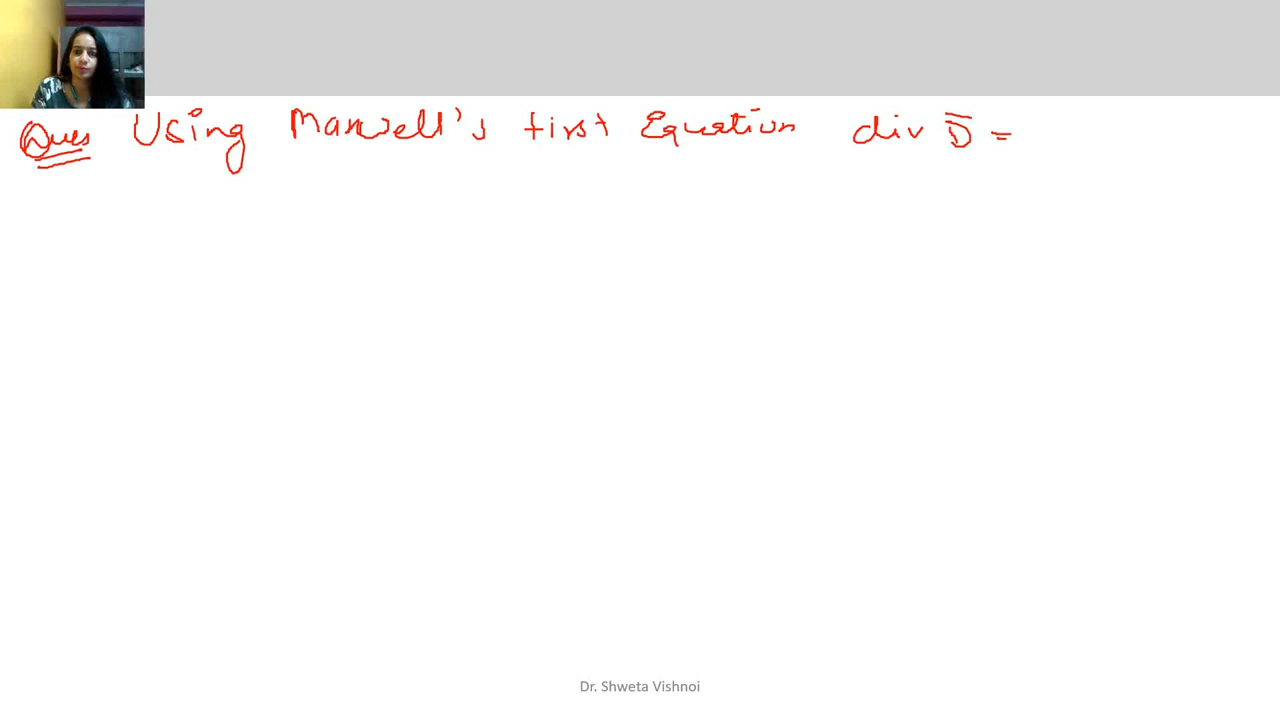 Ques Using Maxwell's first Equation div D̅ =
Dr. Shweta Vishnoi